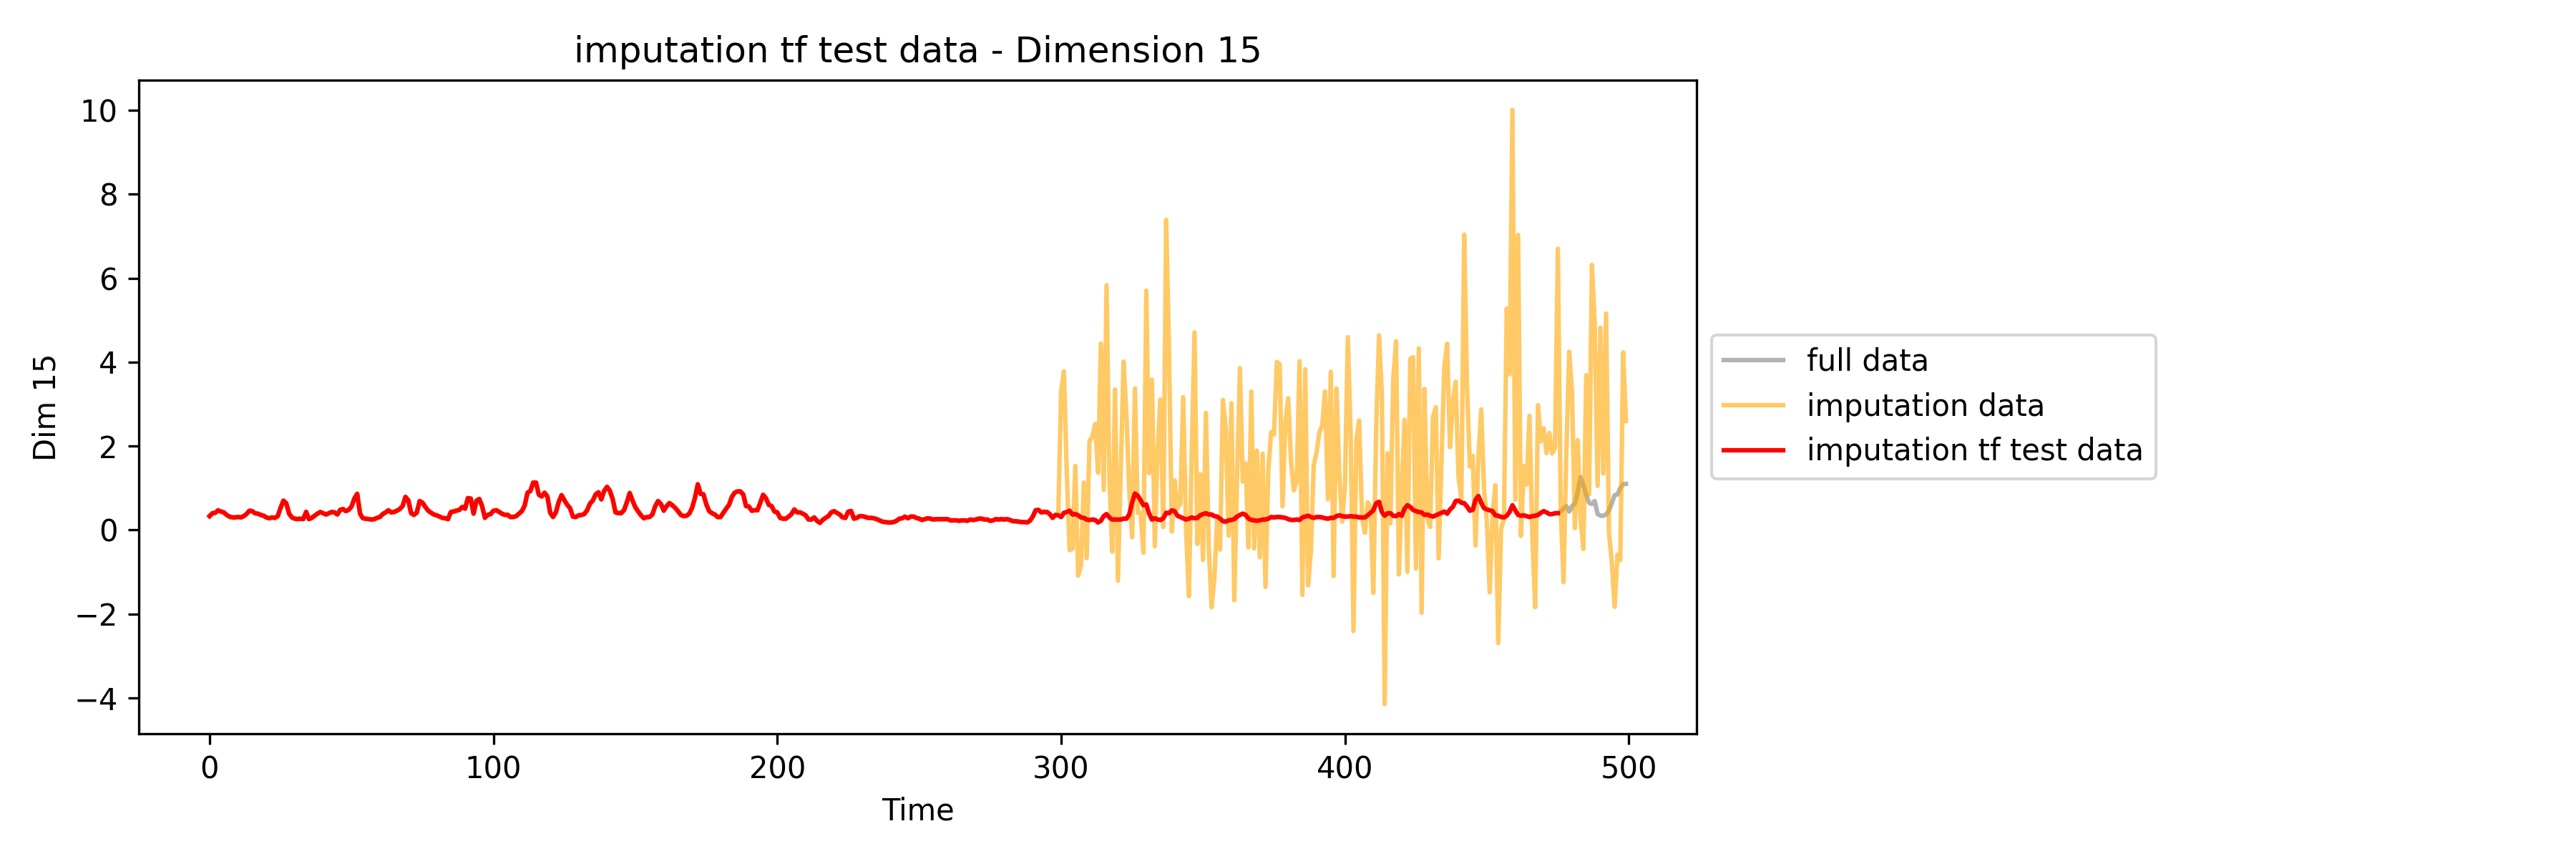 imputation tf test data - Dimension 15
10
8
6
4
2
0
−2
−4
Dim 15
0 100 200 300 400 500
Time
full data
imputation data
imputation tf test data